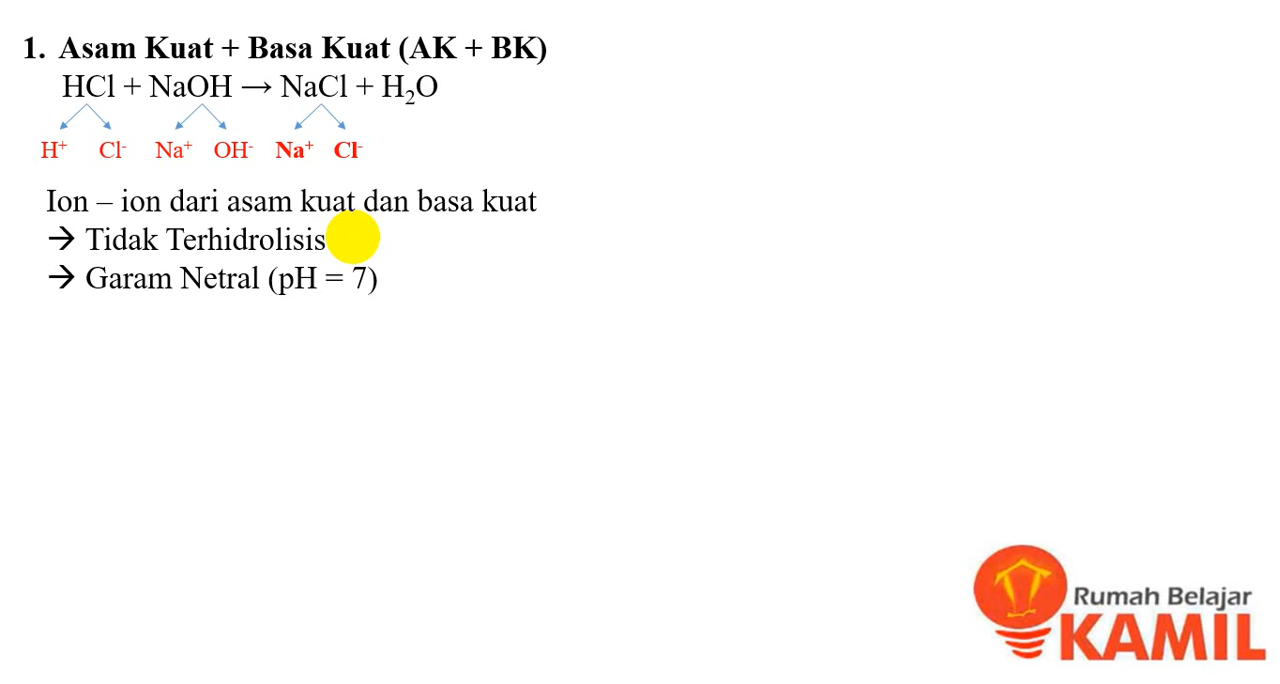 1. Asam Kuat + Basa Kuat (AK + BK)
HCl + NaOH → NaCl + H₂O
H⁺ Cl⁻ Na⁺ OH⁻ Na⁺ Cl⁻
Ion – ion dari asam kuat dan basa kuat
→ Tidak Terhidrolisis
→ Garam Netral (pH = 7)
Rumah Belajar
KAMIL